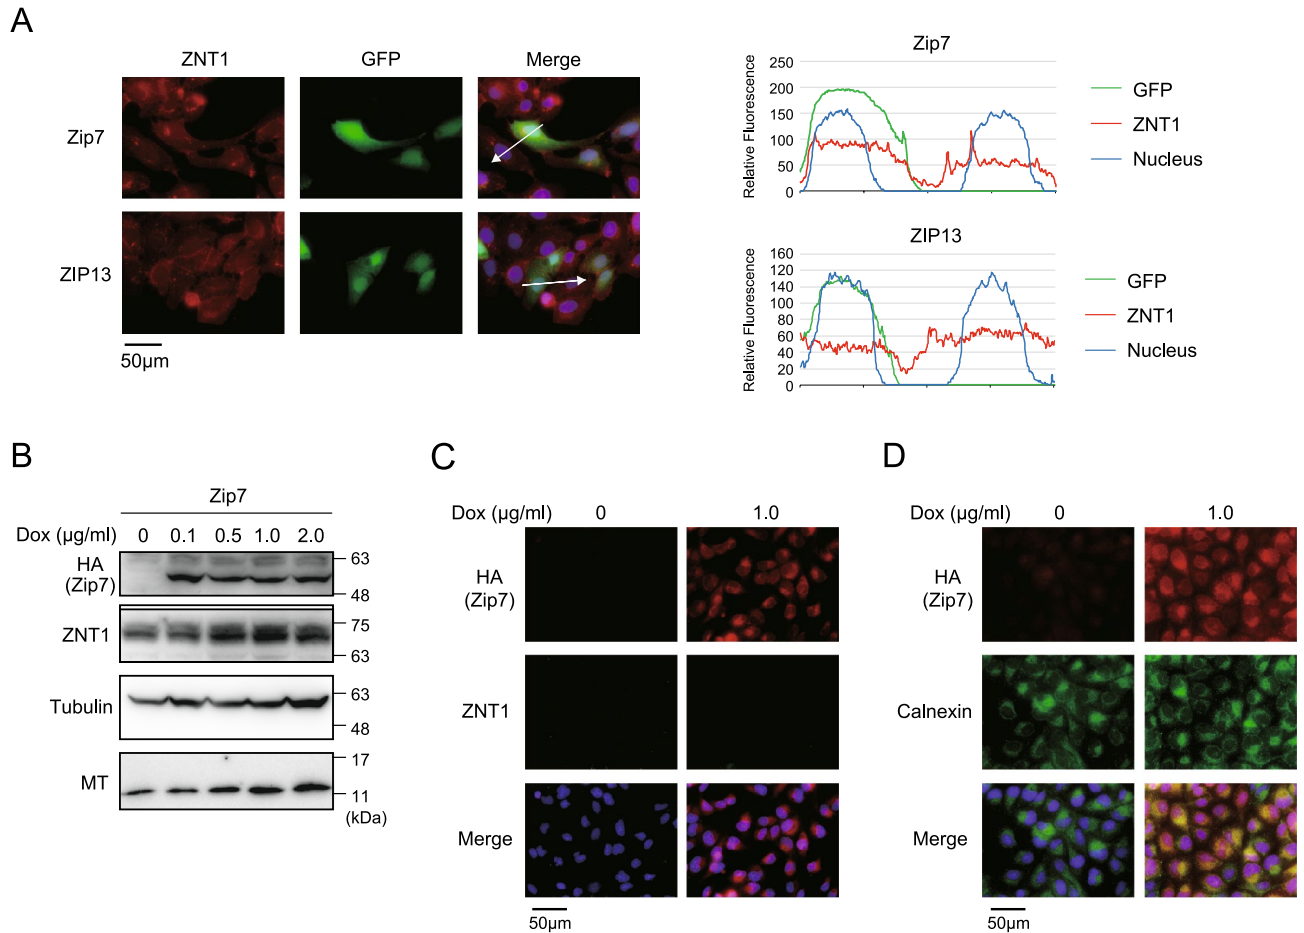 A
ZNT1 GFP Merge
Zip7
ZIP13
50µm
Zip7
Relative Fluorescence
250
200
150
100
50
0
GFP
ZNT1
Nucleus
ZIP13
Relative Fluorescence
160
120
140
100
80
60
40
20
0
GFP
ZNT1
Nucleus
B
Zip7
Dox (µg/ml) 0 0.1 0.5 1.0 2.0
HA
(Zip7)
63
48
ZNT1
75
63
Tubulin
63
48
MT
17
11
(kDa)
C
Dox (µg/ml) 0 1.0
HA
(Zip7)
ZNT1
Merge
50µm
D
Dox (µg/ml) 0 1.0
HA
(Zip7)
Calnexin
Merge
50µm